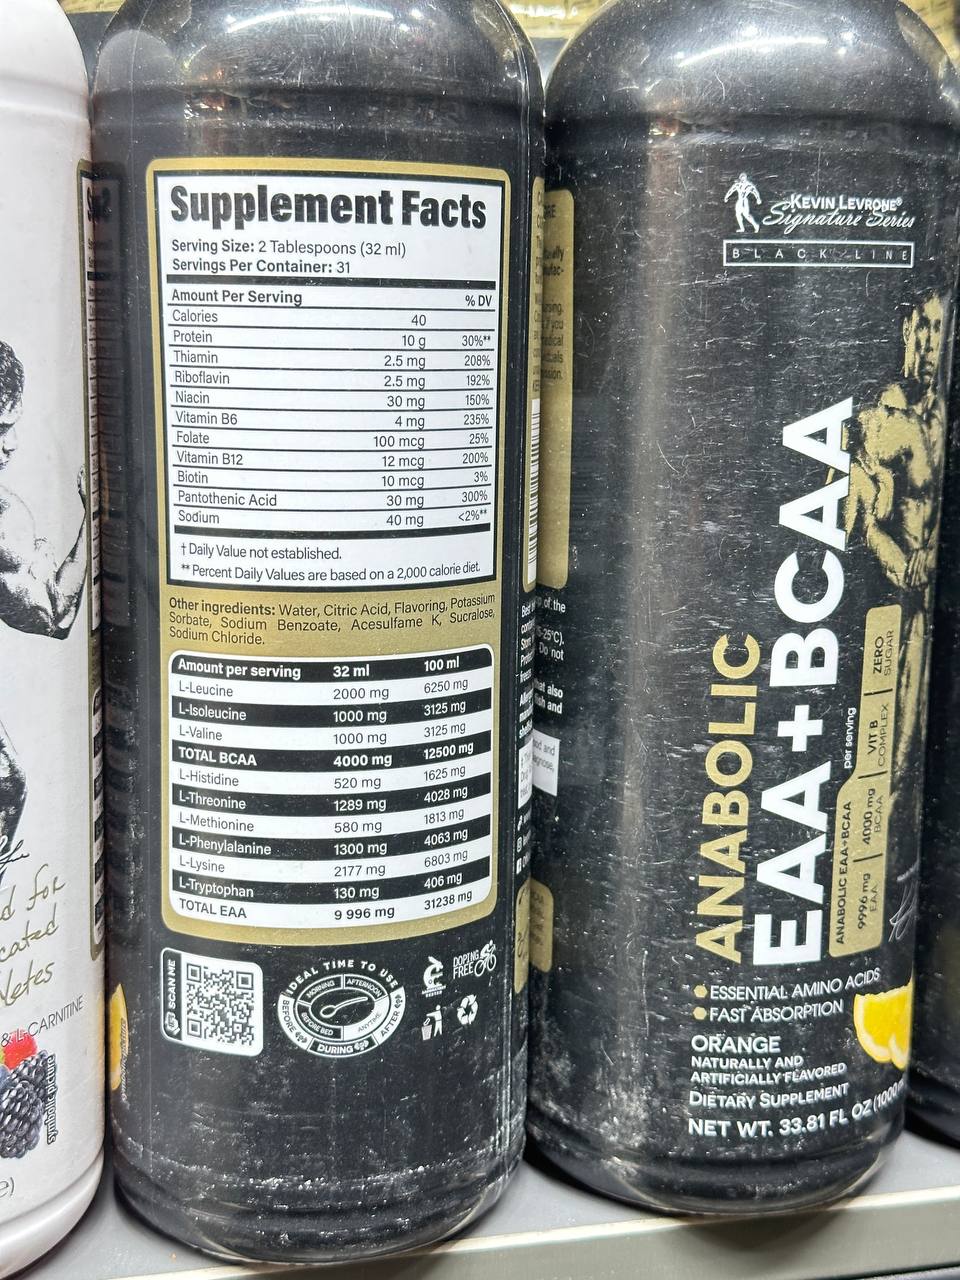 Supplement Facts
Serving Size: 2 Tablespoons (32 ml)
Servings Per Container: 31
Amount Per Serving % DV
Calories 40
Protein 10 g 30%**
Thiamin 2.5 mg 208%
Riboflavin 2.5 mg 192%
Niacin 30 mg 150%
Vitamin B6 4 mg 235%
Folate 100 mcg 25%
Vitamin B12 12 mcg 200%
Biotin 10 mcg 3%
Pantothenic Acid 30 mg 300%
Sodium 40 mg <2%**
† Daily Value not established.
** Percent Daily Values are based on a 2,000 calorie diet.
Other ingredients: Water, Citric Acid, Flavoring, Potassium
Sorbate, Sodium Benzoate, Acesulfame K, Sucralose,
Sodium Chloride.
Amount per serving 32 ml 100 ml
L-Leucine 2000 mg 6250 mg
L-Isoleucine 1000 mg 3125 mg
L-Valine 1000 mg 3125 mg
TOTAL BCAA 4000 mg 12500 mg
L-Histidine 520 mg 1625 mg
L-Threonine 1289 mg 4028 mg
L-Methionine 580 mg 1813 mg
L-Phenylalanine 1300 mg 4063 mg
L-Lysine 2177 mg 6803 mg
L-Tryptophan 130 mg 406 mg
TOTAL EAA 9 996 mg 31238 mg
SCAN ME
IDEAL TIME TO USE
MORNING
AFTERNOON
BEFORE BED
ANYTIME
BEFORE
DURING
AFTER
DOPING
FREE
KEVIN LEVRONE®
Signature Series
BLACK LINE
ANABOLIC
EAA+BCAA
ANABOLIC EAA+BCAA per serving
9996 mg EAA
4000 mg BCAA
VIT B COMPLEX
ZERO SUGAR
ESSENTIAL AMINO ACIDS
FAST ABSORPTION
ORANGE
NATURALLY AND
ARTIFICIALLY FLAVORED
DIETARY SUPPLEMENT
NET WT. 33.81 FL OZ
& L-CARNITINE
symbolic picture